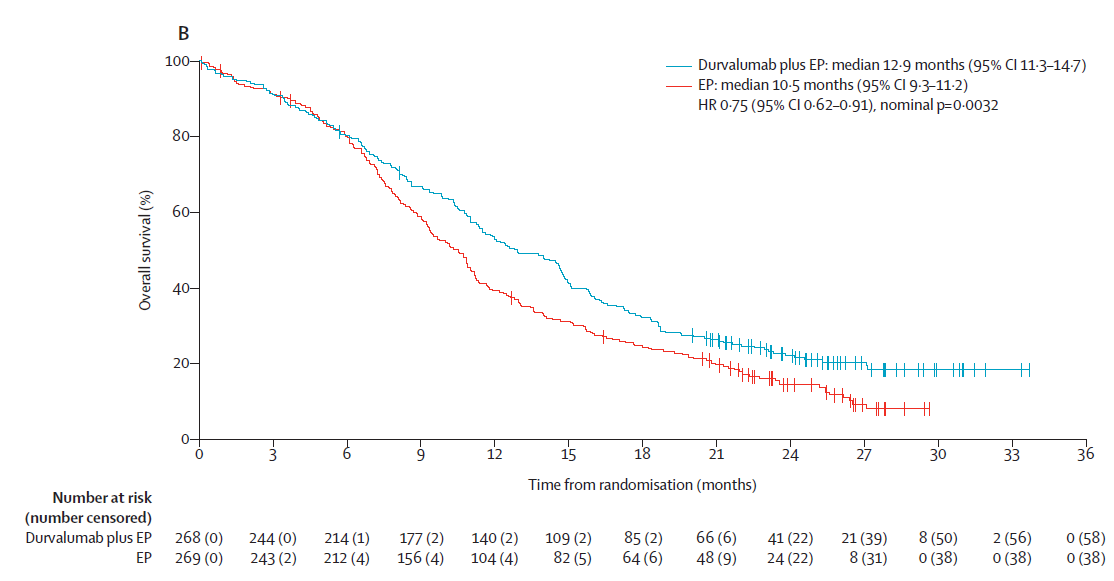 B
Durvalumab plus EP: median 12·9 months (95% CI 11·3–14·7)
EP: median 10·5 months (95% CI 9·3–11·2)
HR 0·75 (95% CI 0·62–0·91), nominal p=0·0032
100
80
60
40
20
0
Overall survival (%)
0 3 6 9 12 15 18 21 24 27 30 33 36
Time from randomisation (months)
Number at risk
(number censored)
Durvalumab plus EP 268 (0) 244 (0) 214 (1) 177 (2) 140 (2) 109 (2) 85 (2) 66 (6) 41 (22) 21 (39) 8 (50) 2 (56) 0 (58)
EP 269 (0) 243 (2) 212 (4) 156 (4) 104 (4) 82 (5) 64 (6) 48 (9) 24 (22) 8 (31) 0 (38) 0 (38) 0 (38)